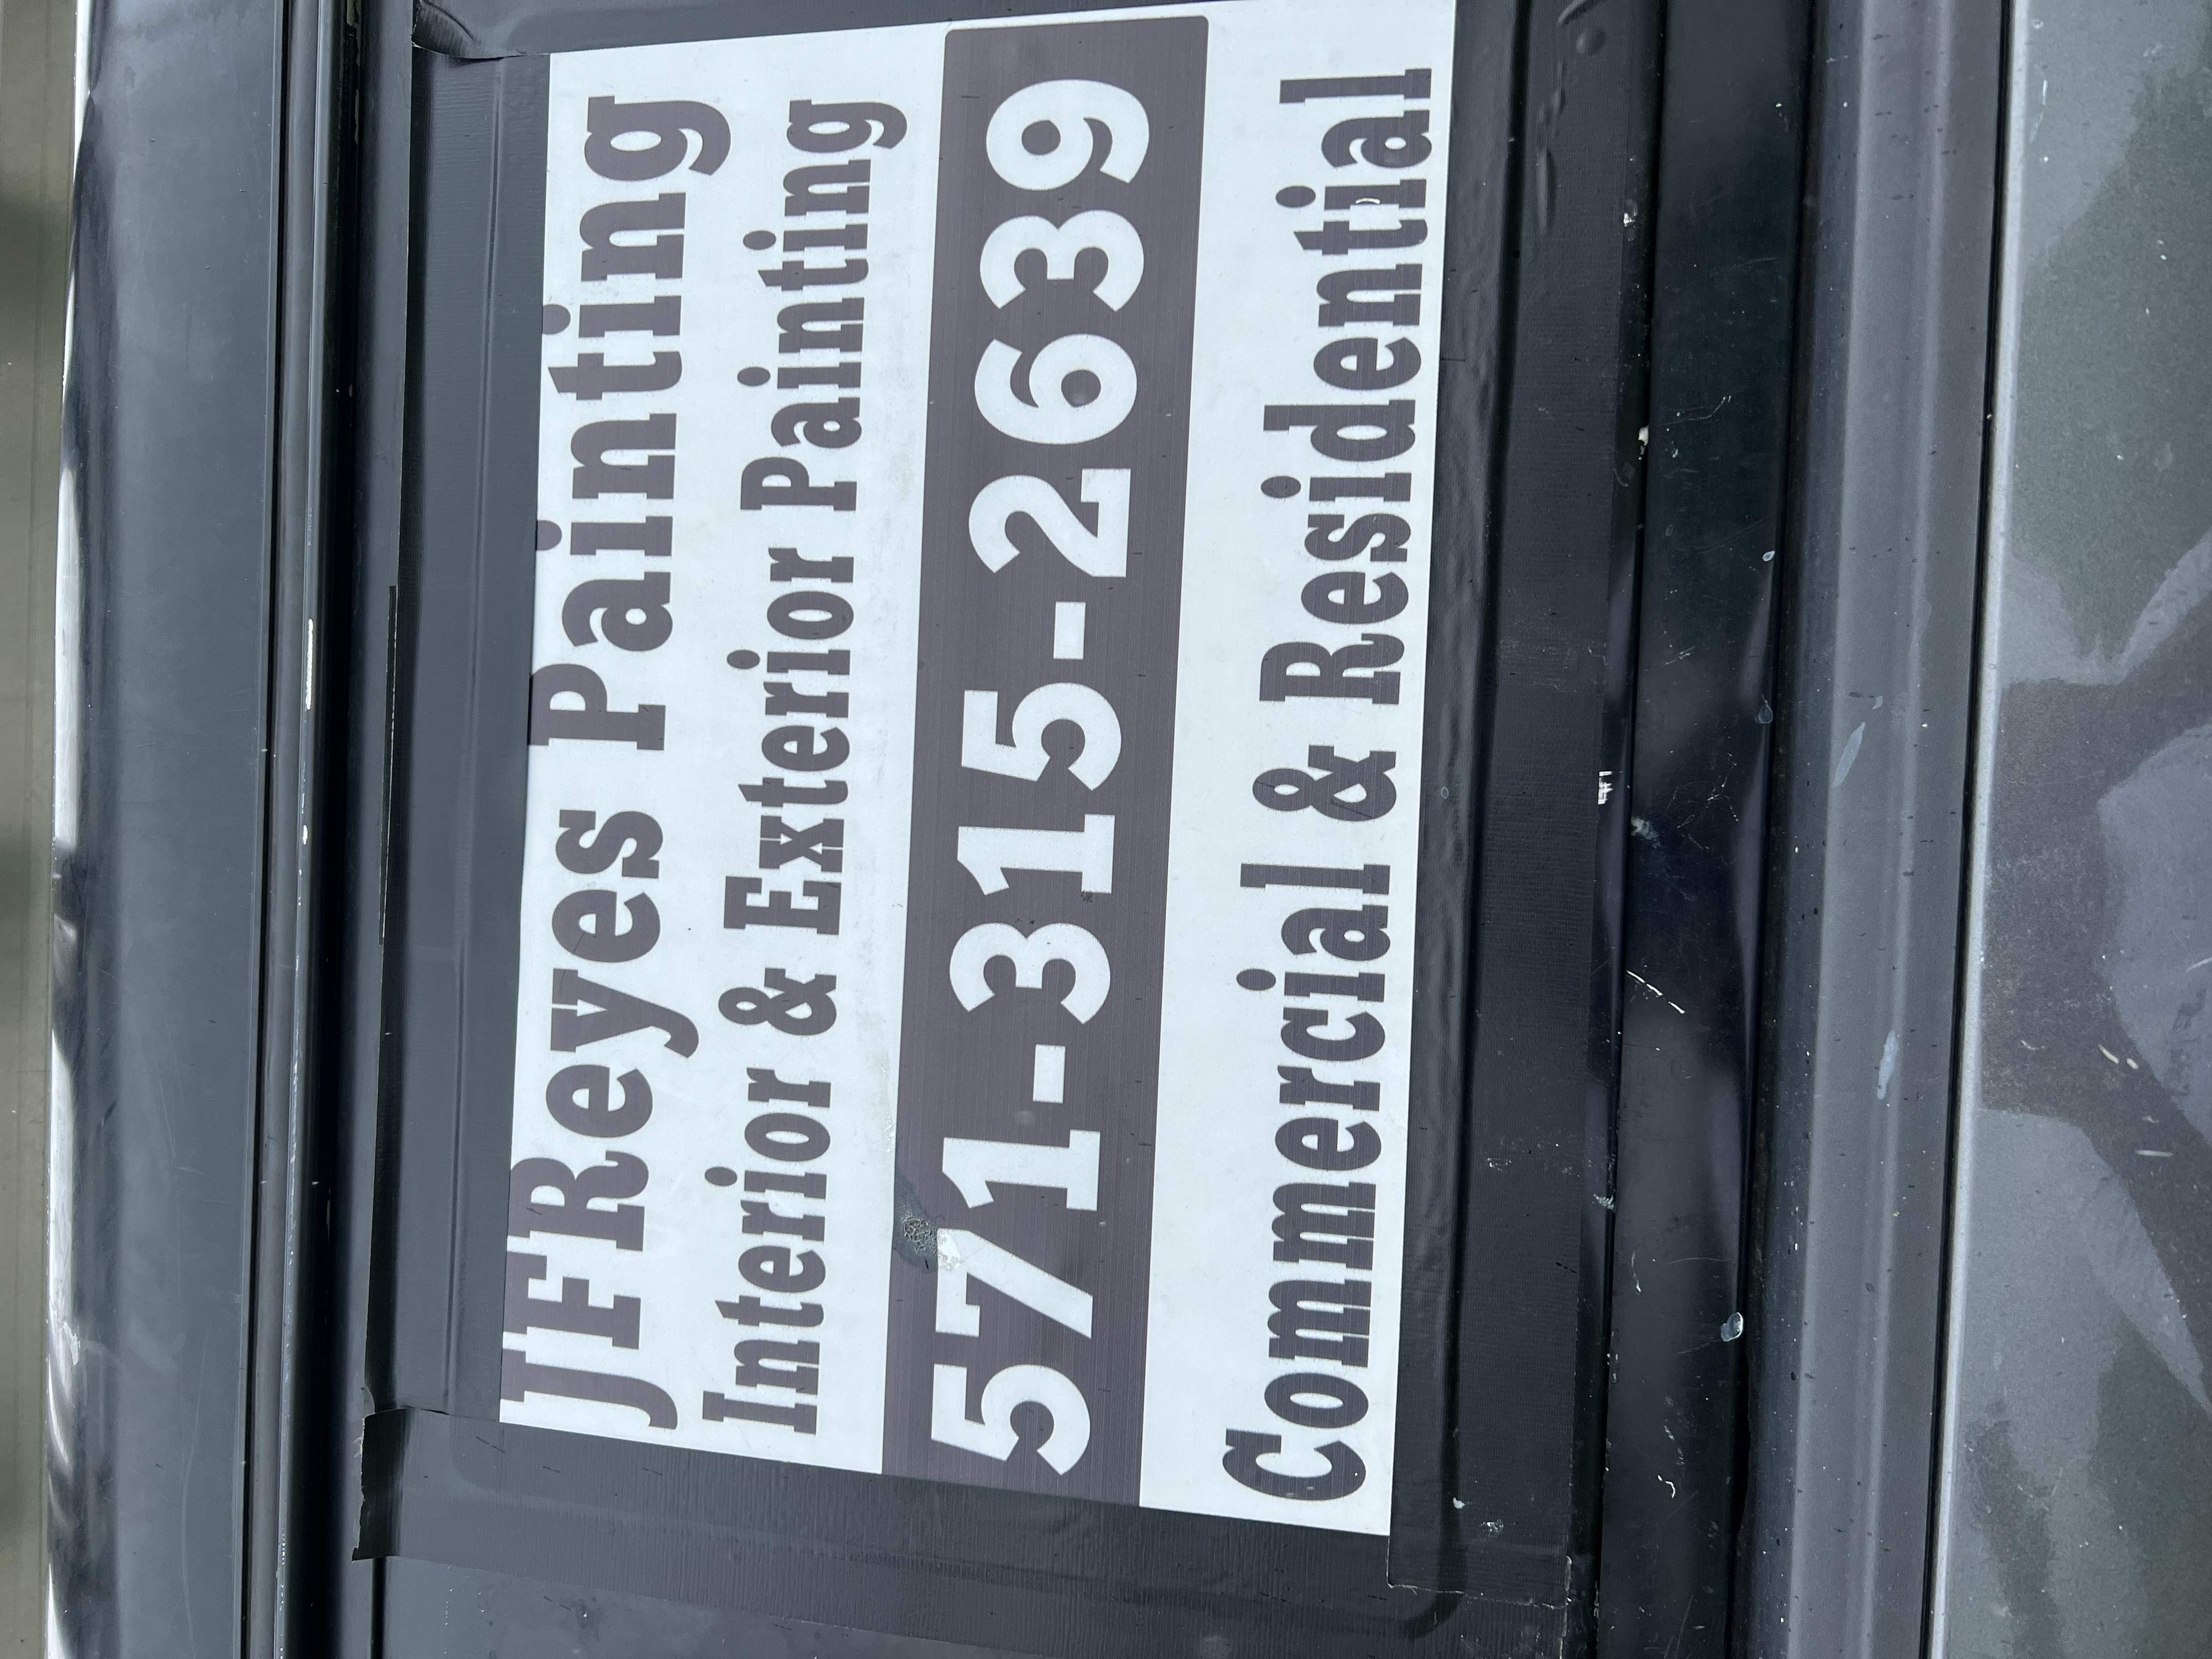 JFReyes Painting
Interior & Exterior Painting
571-315-2639
Commercial & Residential